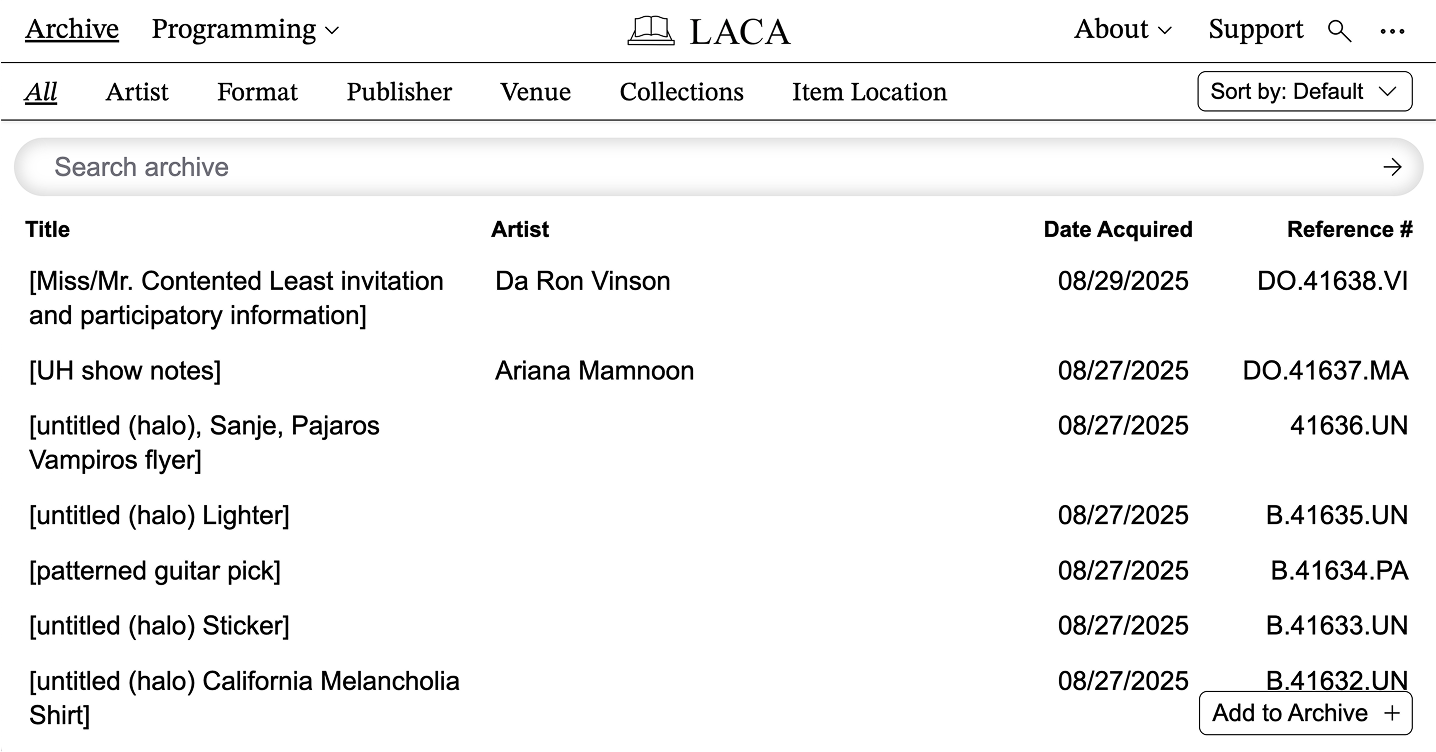 Archive Programming LACA About Support ...
All Artist Format Publisher Venue Collections Item Location Sort by: Default
Search archive
Title Artist Date Acquired Reference #
[Miss/Mr. Contented Least invitation Da Ron Vinson 08/29/2025 DO.41638.VI
and participatory information]
[UH show notes] Ariana Mamnoon 08/27/2025 DO.41637.MA
[untitled (halo), Sanje, Pajaros 08/27/2025 41636.UN
Vampiros flyer]
[untitled (halo) Lighter] 08/27/2025 B.41635.UN
[patterned guitar pick] 08/27/2025 B.41634.PA
[untitled (halo) Sticker] 08/27/2025 B.41633.UN
[untitled (halo) California Melancholia 08/27/2025 B.41632.UN
Shirt] Add to Archive +